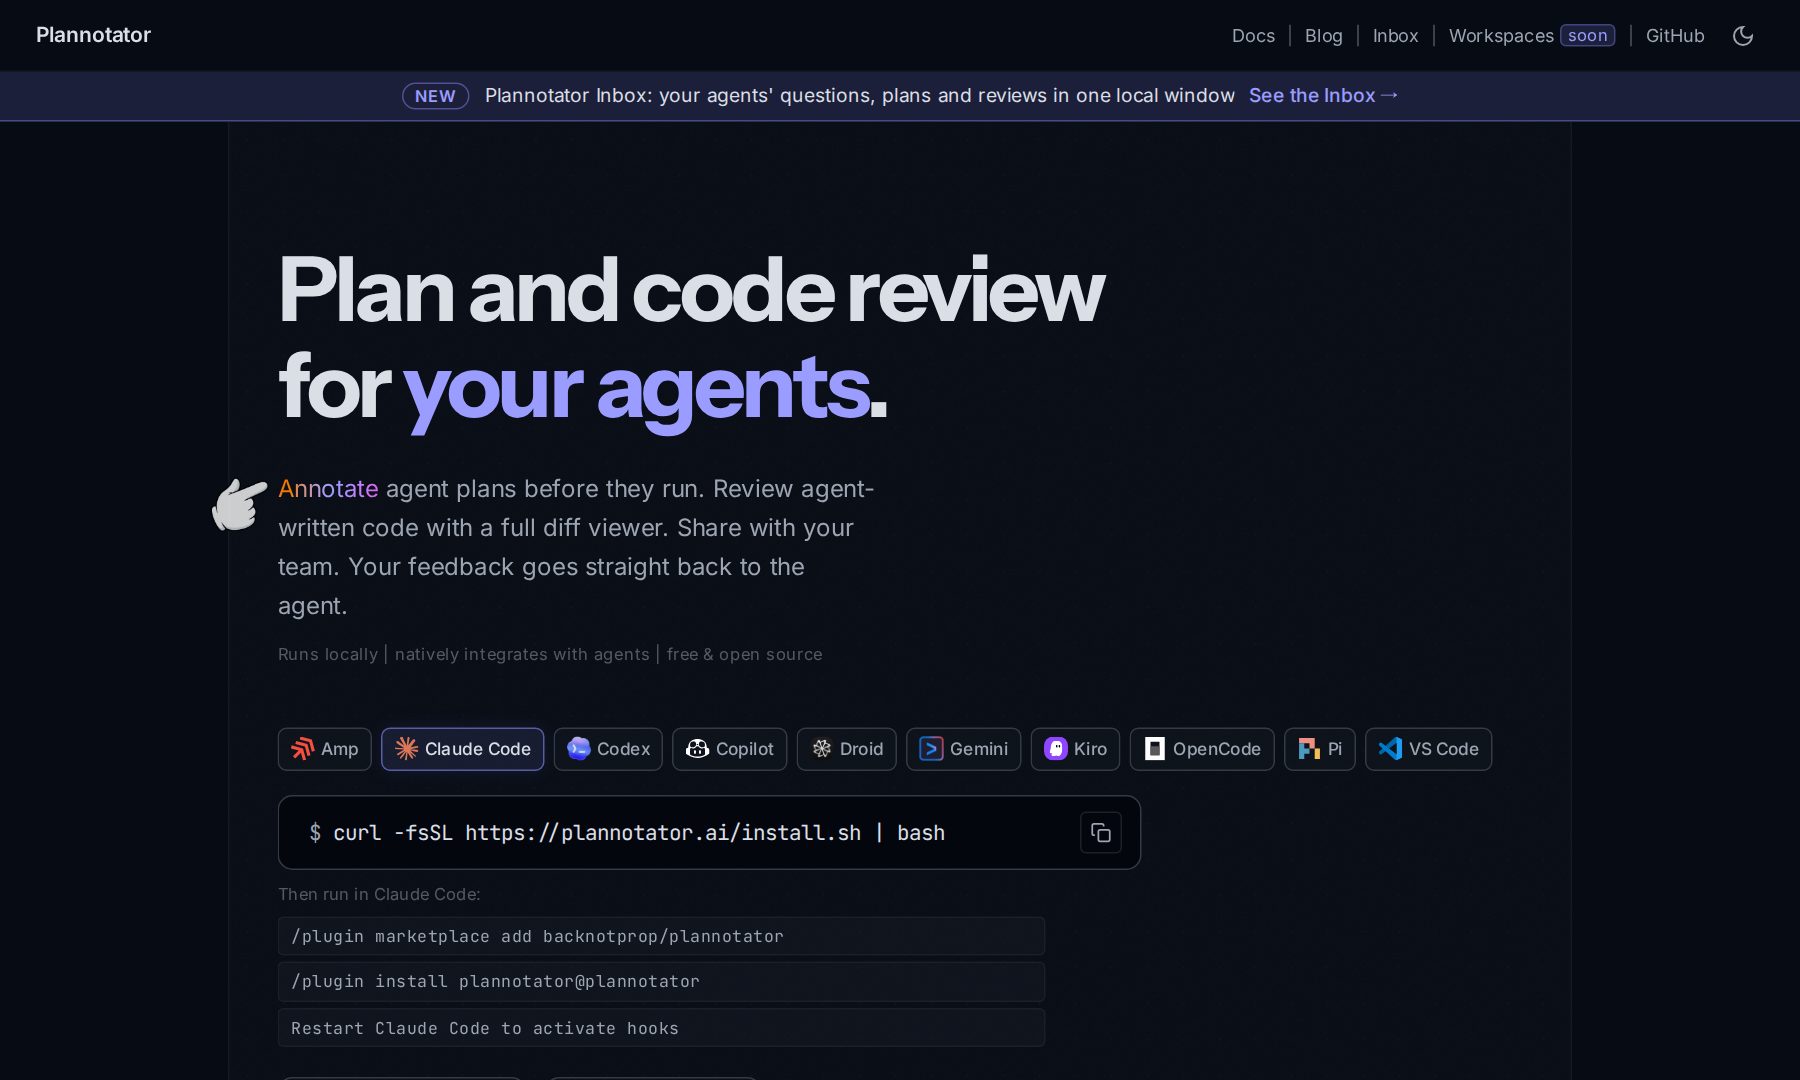 Plannotator
Docs | Blog | Inbox | Workspaces soon | GitHub
NEW Plannotator Inbox: your agents' questions, plans and reviews in one local window See the Inbox →
Plan and code review
for your agents.
Annotate agent plans before they run. Review agent-
written code with a full diff viewer. Share with your
team. Your feedback goes straight back to the
agent.
Runs locally | natively integrates with agents | free & open source
Amp Claude Code Codex Copilot Droid Gemini Kiro OpenCode Pi VS Code
$ curl -fsSL https://plannotator.ai/install.sh | bash
Then run in Claude Code:
/plugin marketplace add backnotprop/plannotator
/plugin install plannotator@plannotator
Restart Claude Code to activate hooks